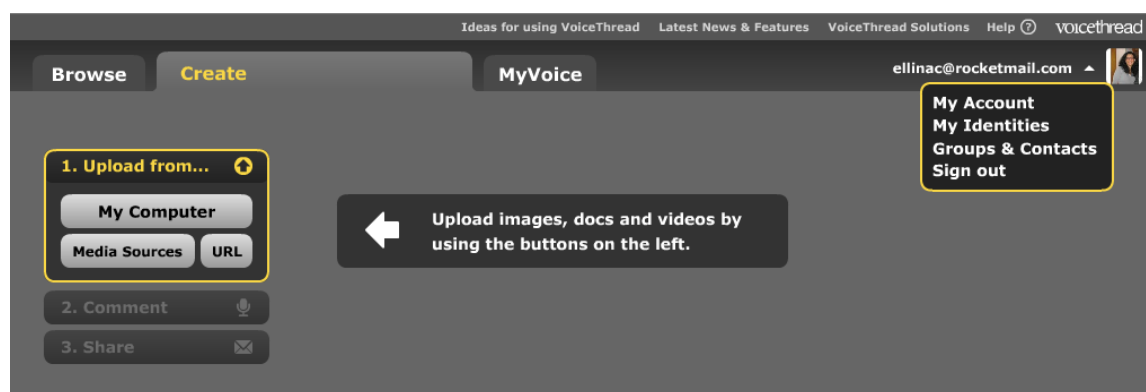 Ideas for using VoiceThread Latest News & Features VoiceThread Solutions Help ? voicethread
Browse Create MyVoice ellinac@rocketmail.com
My Account
My Identities
Groups & Contacts
Sign out
1. Upload from...
My Computer
Media Sources URL
Upload images, docs and videos by
using the buttons on the left.
2. Comment
3. Share